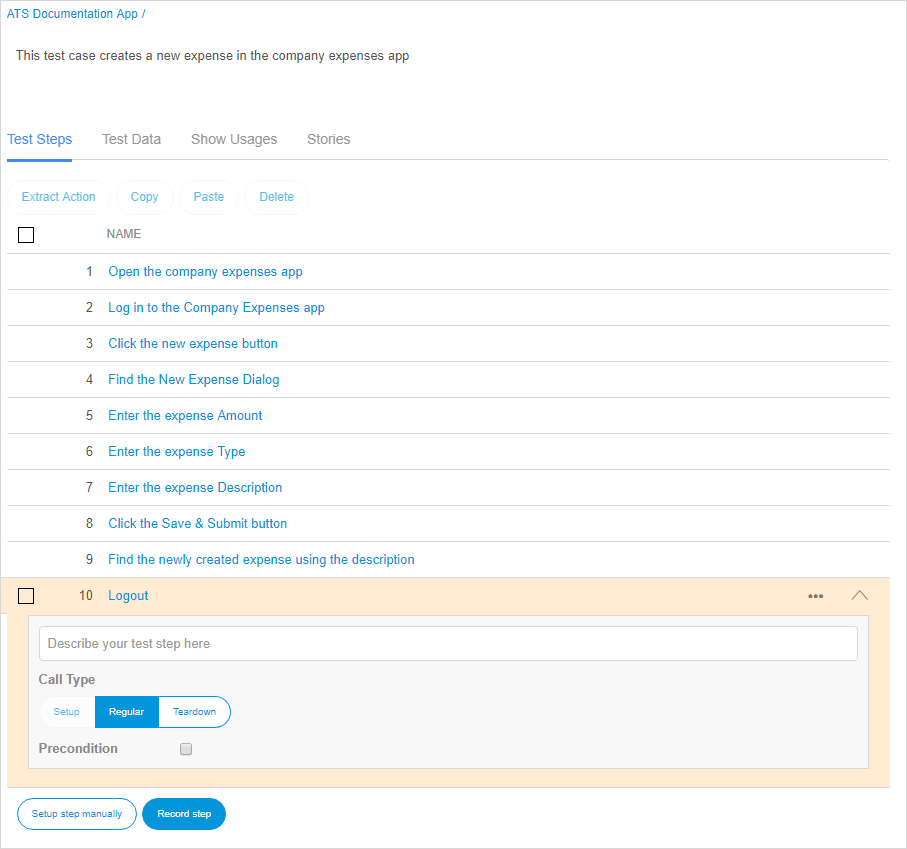 ATS Documentation App /
This test case creates a new expense in the company expenses app
Test Steps Test Data Show Usages Stories
Extract Action Copy Paste Delete
NAME
1 Open the company expenses app
2 Log in to the Company Expenses app
3 Click the new expense button
4 Find the New Expense Dialog
5 Enter the expense Amount
6 Enter the expense Type
7 Enter the expense Description
8 Click the Save & Submit button
9 Find the newly created expense using the description
10 Logout
Describe your test step here
Call Type
Setup Regular Teardown
Precondition
Setup step manually Record step